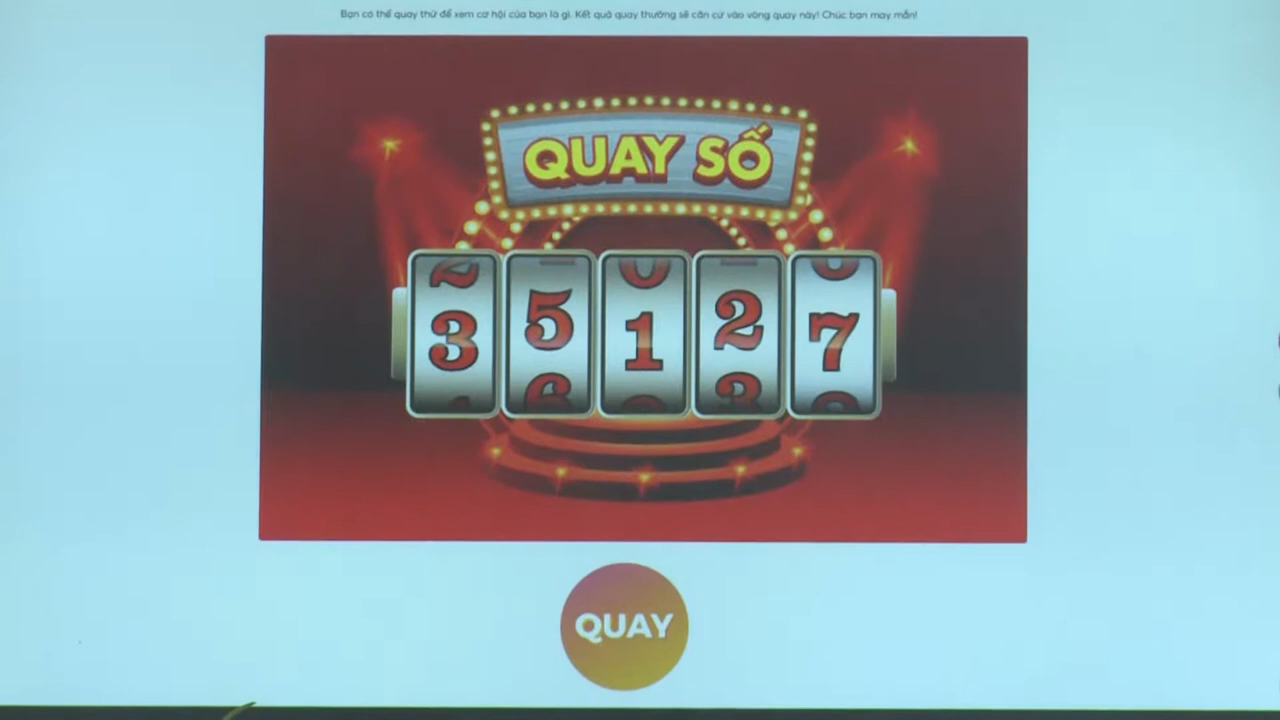 Bạn có thể quay thử để xem cơ hội của bạn là gì. Kết quả quay thưởng sẽ căn cứ vào vòng quay này! Chúc bạn may mắn!
QUAY SỐ
3 5 1 2 7
QUAY